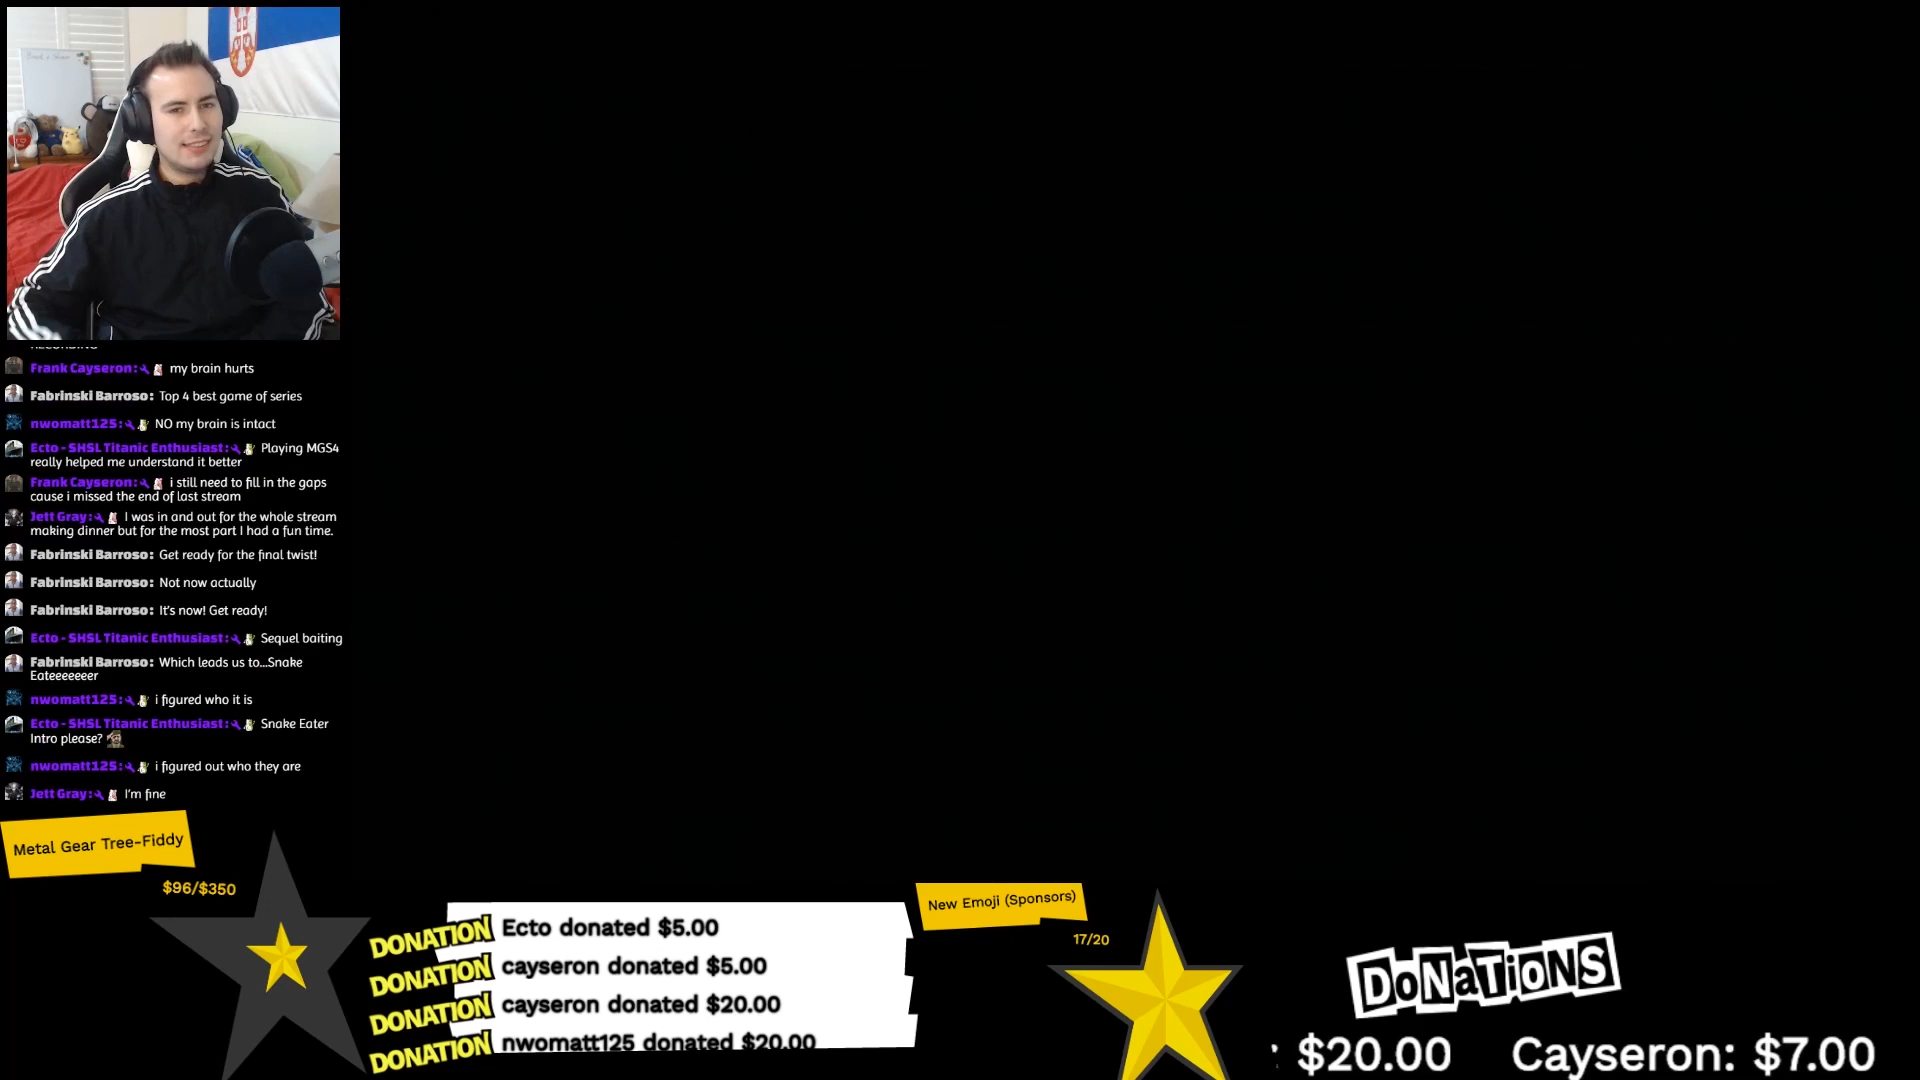 Frank Cayseron: my brain hurts
Fabrinski Barroso: Top 4 best game of series
nwomatt125: NO my brain is intact
Ecto - SHSL Titanic Enthusiast: Playing MGS4
really helped me understand it better
Frank Cayseron: i still need to fill in the gaps
cause i missed the end of last stream
Jett Gray: I was in and out for the whole stream
making dinner but for the most part I had a fun time.
Fabrinski Barroso: Get ready for the final twist!
Fabrinski Barroso: Not now actually
Fabrinski Barroso: It's now! Get ready!
Ecto - SHSL Titanic Enthusiast: Sequel baiting
Fabrinski Barroso: Which leads us to...Snake
Eateeeeeer
nwomatt125: i figured who it is
Ecto - SHSL Titanic Enthusiast: Snake Eater
Intro please?
nwomatt125: i figured out who they are
Jett Gray: I'm fine
Metal Gear Tree-Fiddy
$96/$350
DONATION Ecto donated $5.00
DONATION cayseron donated $5.00
DONATION cayseron donated $20.00
DONATION nwomatt125 donated $20.00
New Emoji (Sponsors)
17/20
DoNaTioNS
: $20.00 Cayseron: $7.00